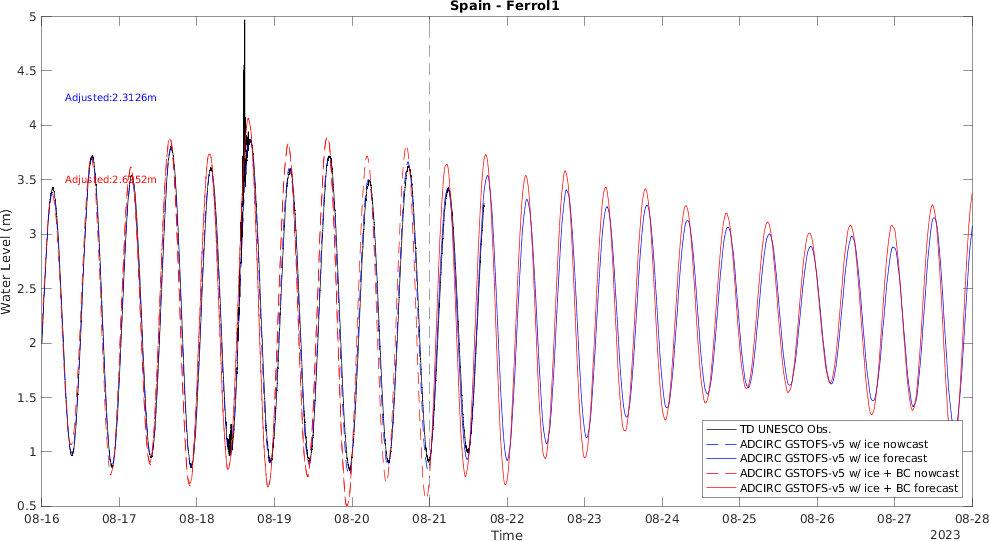 Spain - Ferrol1
5
4.5
4
3.5
3
2.5
2
1.5
1
0.5
Water Level (m)
Adjusted:2.3126m
Adjusted:2.6352m
TD UNESCO Obs.
ADCIRC GSTOFS-v5 w/ ice nowcast
ADCIRC GSTOFS-v5 w/ ice forecast
ADCIRC GSTOFS-v5 w/ ice + BC nowcast
ADCIRC GSTOFS-v5 w/ ice + BC forecast
08-16 08-17 08-18 08-19 08-20 08-21 08-22 08-23 08-24 08-25 08-26 08-27 08-28
Time
2023